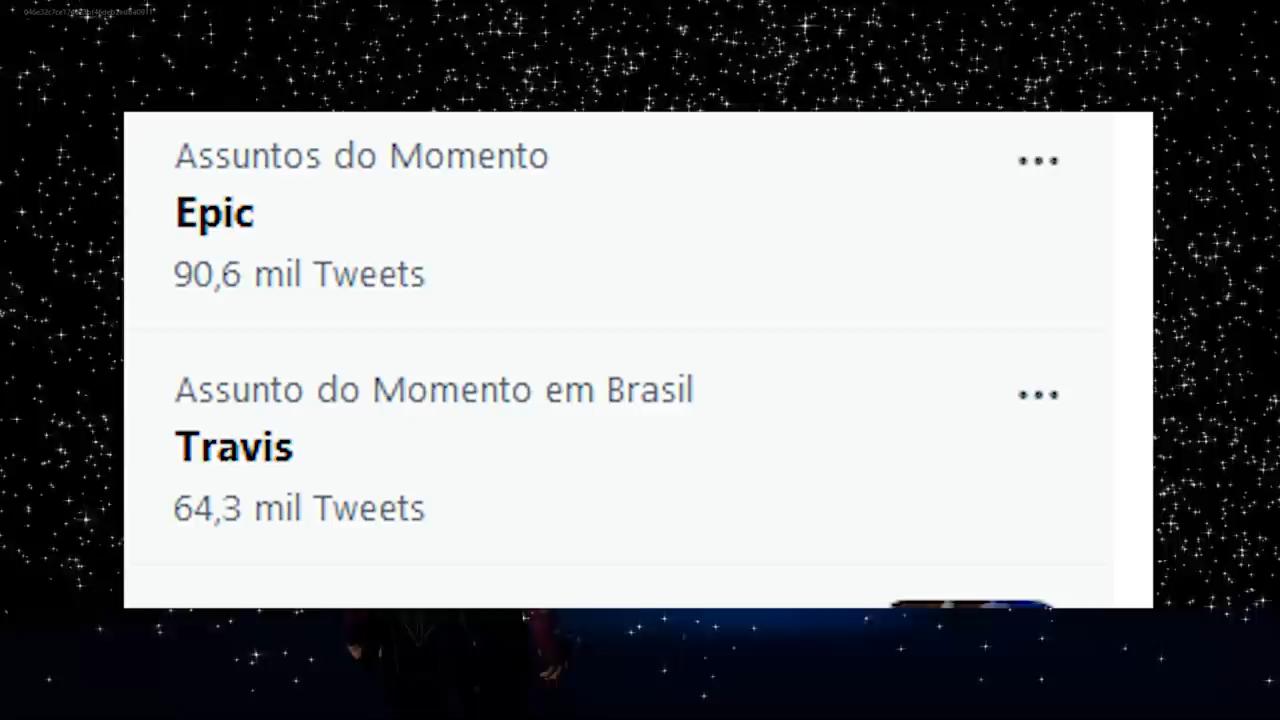 Assuntos do Momento
Epic
90,6 mil Tweets
Assunto do Momento em Brasil
Travis
64,3 mil Tweets